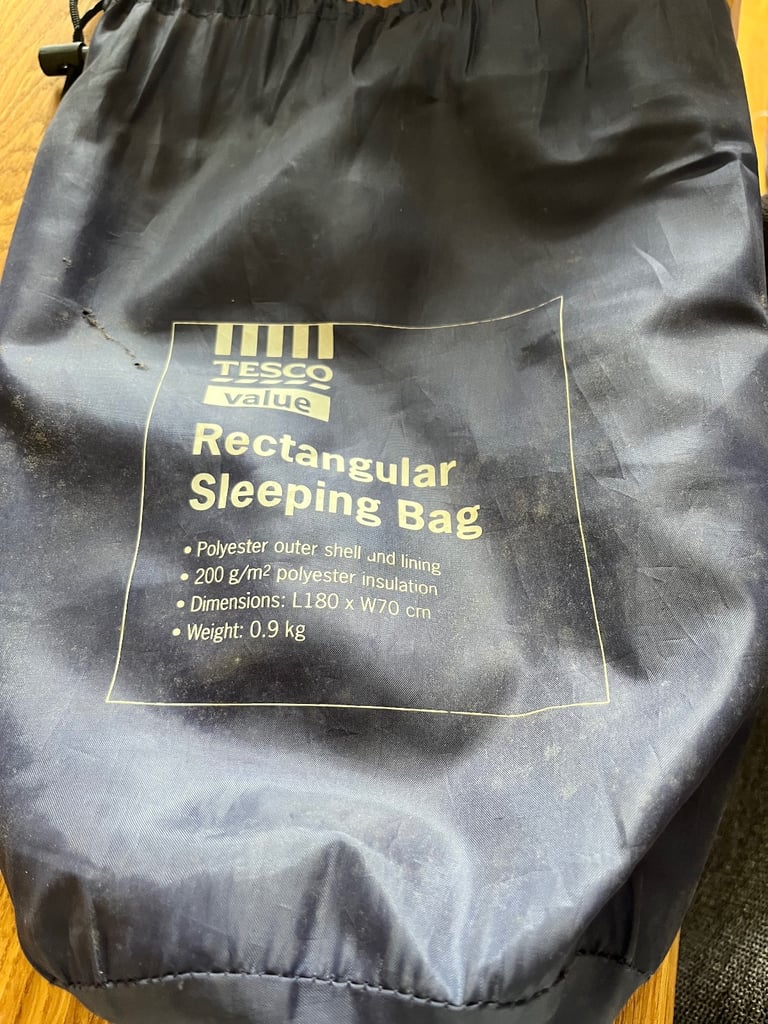 TESCO
value
Rectangular
Sleeping Bag
• Polyester outer shell and lining
• 200 g/m² polyester insulation
• Dimensions: L180 x W70 cm
• Weight: 0.9 kg